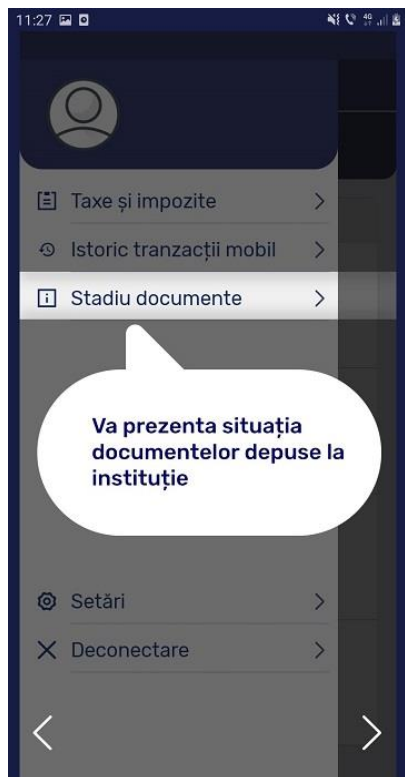 11:27
4G
Taxe și impozite
Istoric tranzacții mobil
Stadiu documente
Va prezenta situația
documentelor depuse la
instituție
Setări
Deconectare